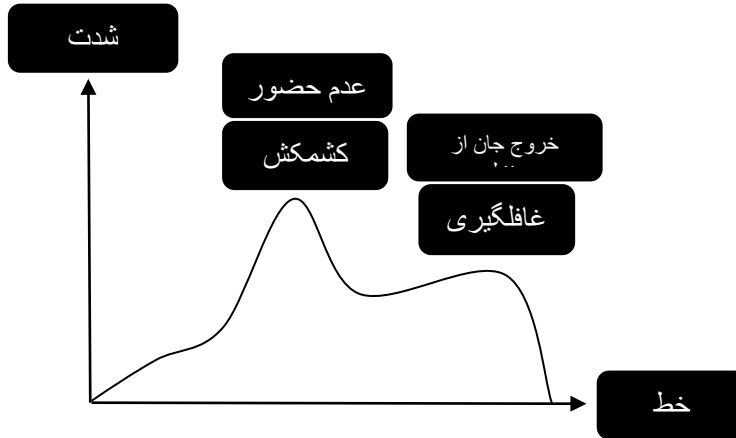 شدت
عدم حضور
کشمکش
خروج جان از
غافلگیری
خط